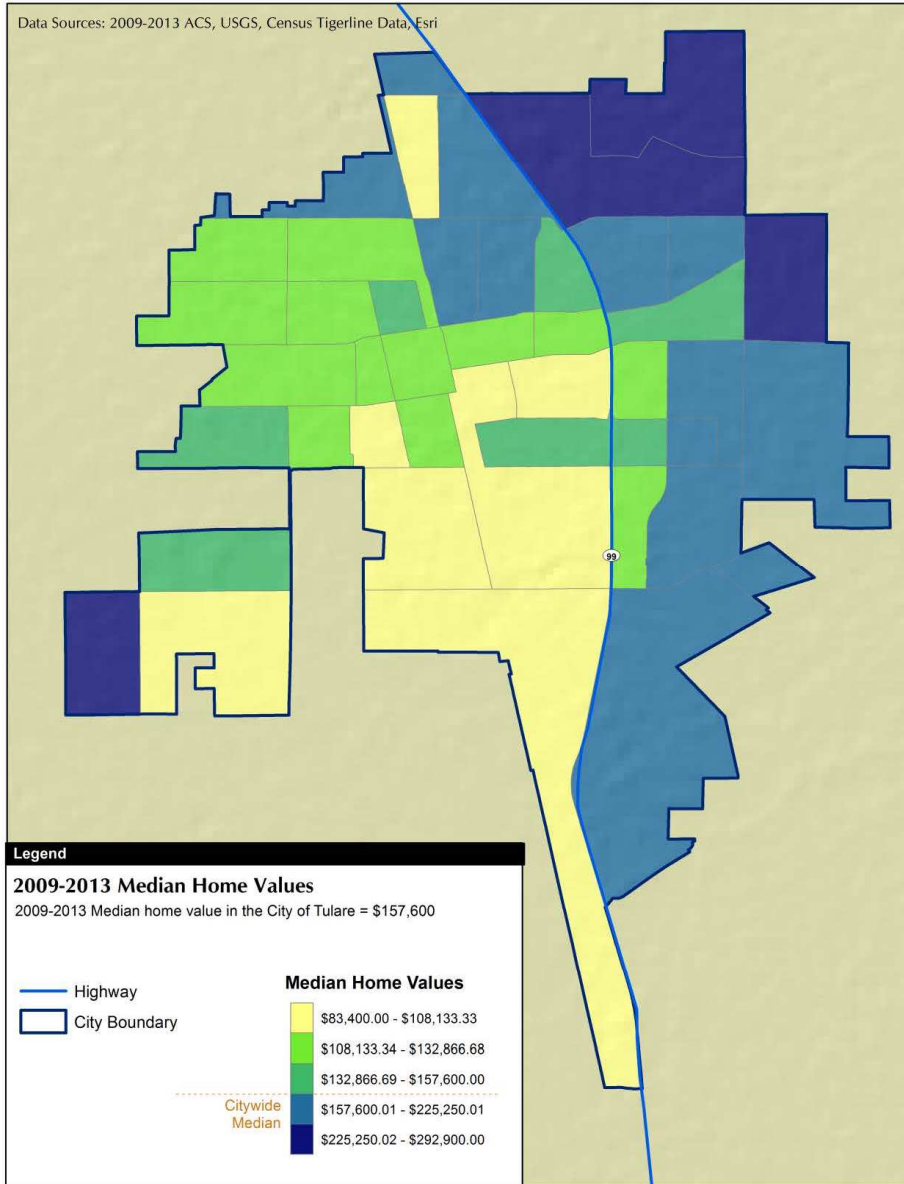 Data Sources: 2009-2013 ACS, USGS, Census Tigerline Data, Esri
99
Legend
2009-2013 Median Home Values
2009-2013 Median home value in the City of Tulare = $157,600
Highway
City Boundary
Median Home Values
$83,400.00 - $108,133.33
$108,133.34 - $132,866.68
$132,866.69 - $157,600.00
Citywide
Median
$157,600.01 - $225,250.01
$225,250.02 - $292,900.00